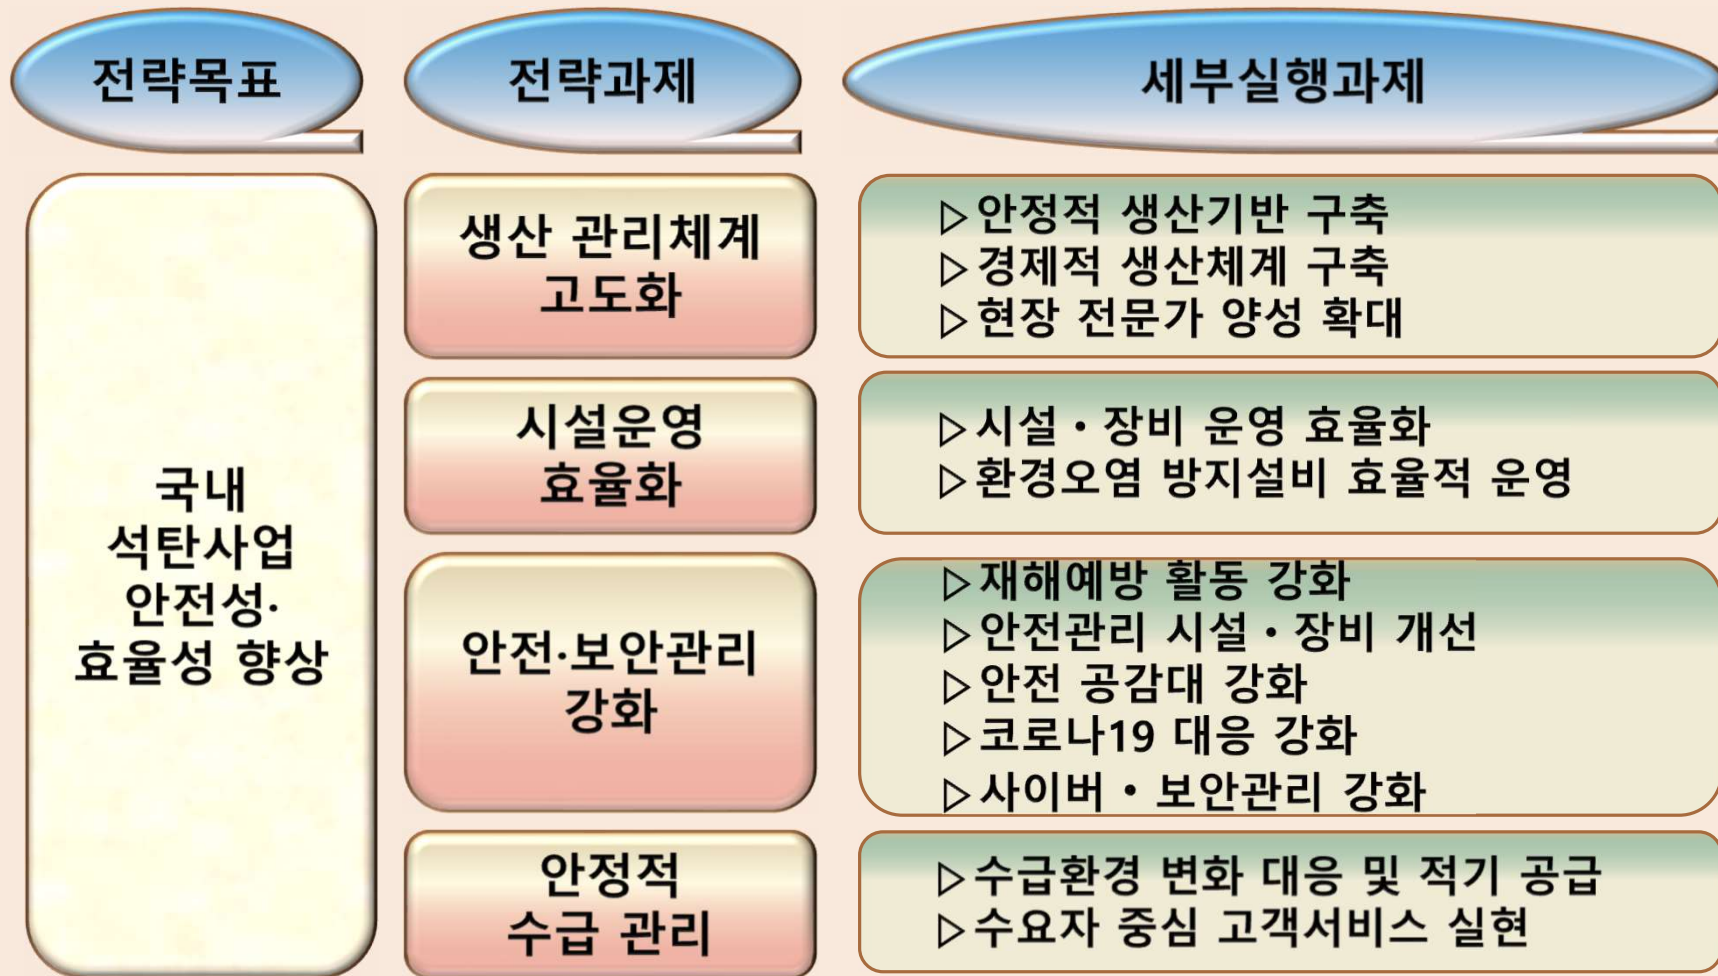 전략목표
전략과제
세부실행과제
국내
석탄사업
안전성·
효율성 향상
생산 관리체계
고도화
▷안정적 생산기반 구축
▷경제적 생산체계 구축
▷현장 전문가 양성 확대
시설운영
효율화
▷시설・장비 운영 효율화
▷환경오염 방지설비 효율적 운영
안전·보안관리
강화
▷재해예방 활동 강화
▷안전관리 시설・장비 개선
▷안전 공감대 강화
▷코로나19 대응 강화
▷사이버・보안관리 강화
안정적
수급 관리
▷수급환경 변화 대응 및 적기 공급
▷수요자 중심 고객서비스 실현